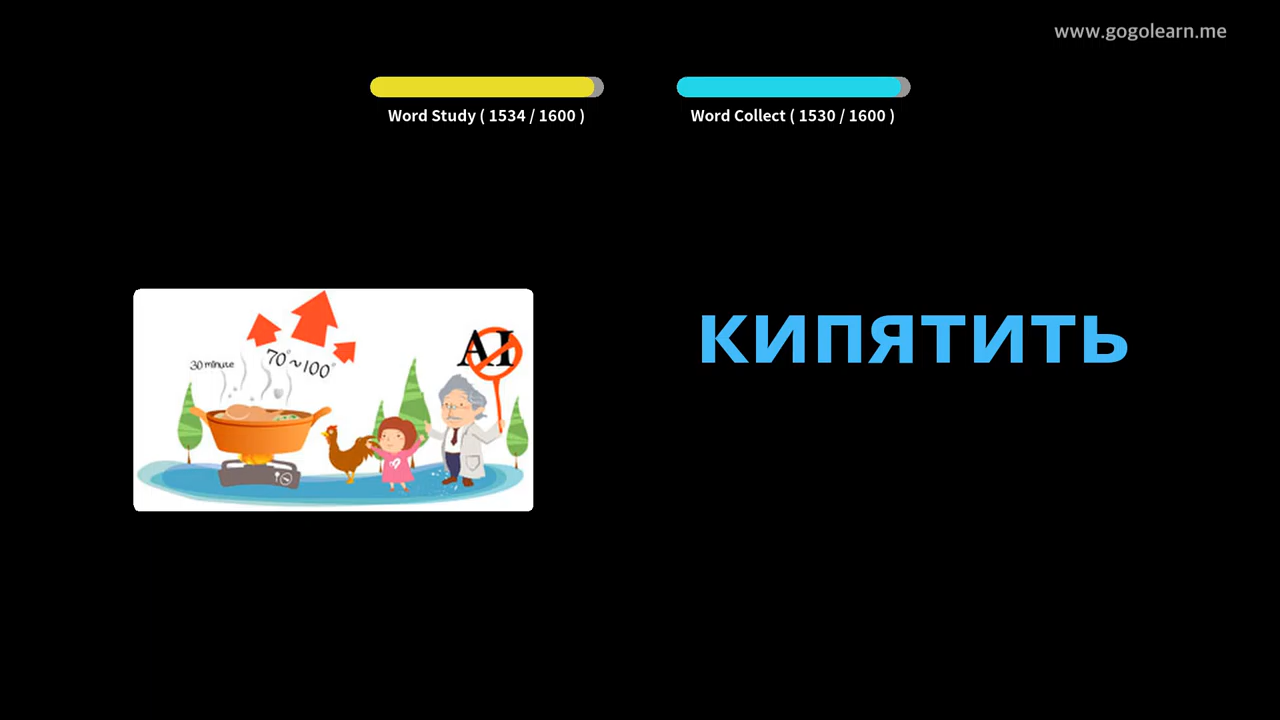 www.gogolearn.me
Word Study ( 1534 / 1600 )
Word Collect ( 1530 / 1600 )
30 minute
70°~100°
AI
кипятить